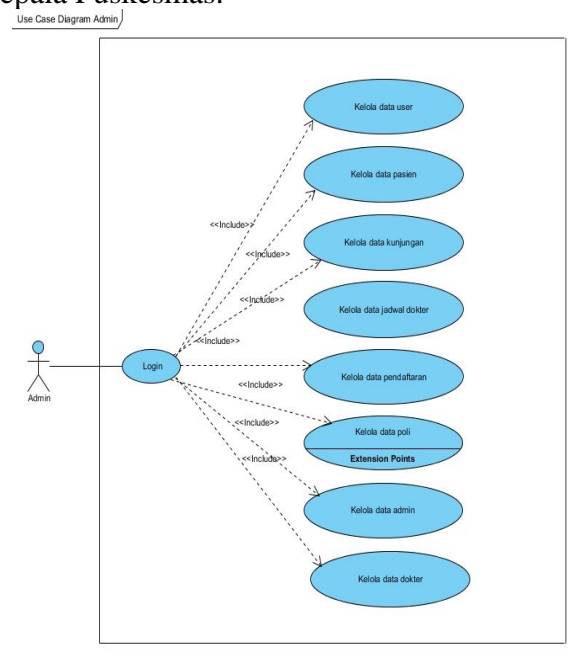 epala Puskesmas.
Use Case Diagram Admin
Kelola data user
Kelola data pasien
<<Include>>
Kelola data kunjungan
<<Include>>
<<Include>>
Kelola data jadwal dokter
<<Include>>
Login
Kelola data pendaftaran
<<Include>>
Admin
Kelola data poli
<<Include>>
Extension Points
<<Include>>
Kelola data admin
Kelola data dokter